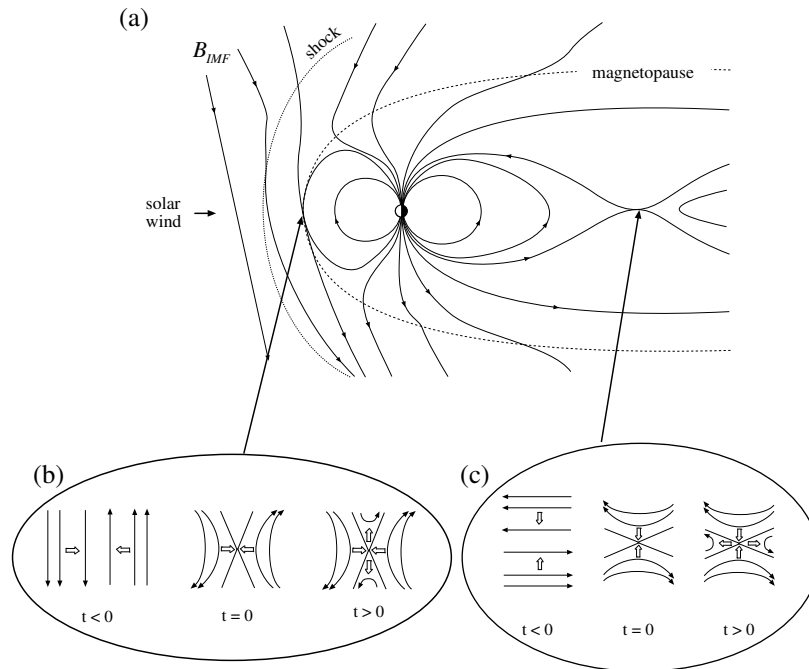 (a)
B_IMF
shock
magnetopause
solar
wind
(b)
t < 0
t = 0
t > 0
(c)
t < 0
t = 0
t > 0